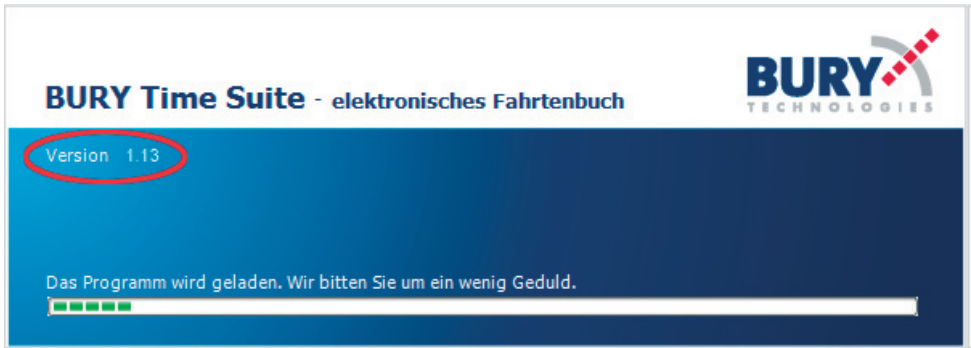 BURY
TECHNOLOGIES
BURY Time Suite - elektronisches Fahrtenbuch
Version 1.13
Das Programm wird geladen. Wir bitten Sie um ein wenig Geduld.